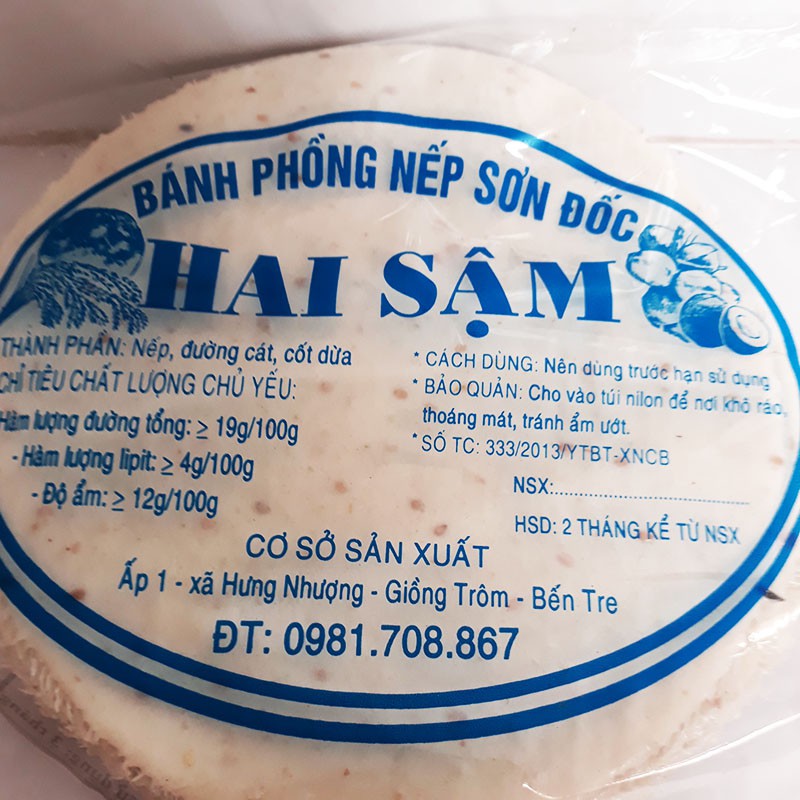 BÁNH PHỒNG NẾP SƠN ĐỐC
HAI SẬM
THÀNH PHẦN: Nếp, đường cát, cốt dừa
CHỈ TIÊU CHẤT LƯỢNG CHỦ YẾU:
Hàm lượng đường tổng: ≥ 19g/100g
- Hàm lượng lipit: ≥ 4g/100g
- Độ ẩm: ≥ 12g/100g
* CÁCH DÙNG: Nên dùng trước hạn sử dụng
* BẢO QUẢN: Cho vào túi nilon để nơi khô ráo,
thoáng mát, tránh ẩm ướt.
* SỐ TC: 333/2013/YTBT-XNCB
NSX:....................................
HSD: 2 THÁNG KỂ TỪ NSX
CƠ SỞ SẢN XUẤT
Ấp 1 - xã Hưng Nhượng - Giồng Trôm - Bến Tre
ĐT: 0981.708.867